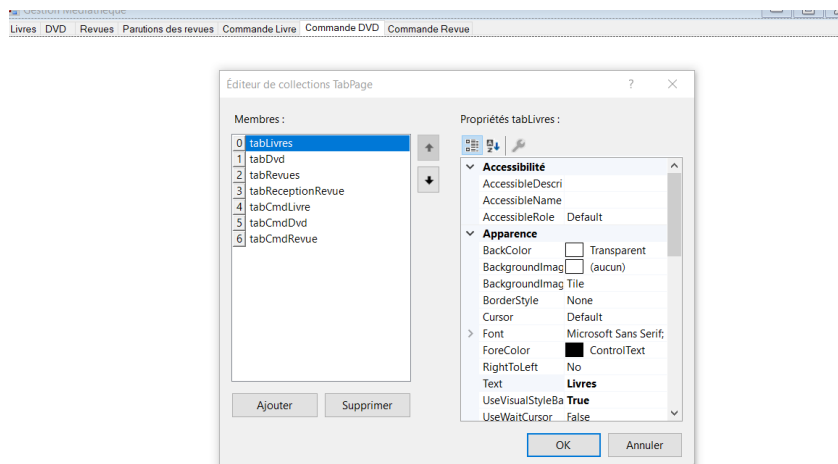 Gestion Médiathèque
Livres DVD Revues Parutions des revues Commande Livre Commande DVD Commande Revue
Éditeur de collections TabPage ?
Membres :
0 tabLivres
1 tabDvd
2 tabRevues
3 tabReceptionRevue
4 tabCmdLivre
5 tabCmdDvd
6 tabCmdRevue
Ajouter Supprimer
Propriétés tabLivres :
Accessibilité
AccessibleDescri
AccessibleName
AccessibleRole Default
Apparence
BackColor Transparent
BackgroundImag (aucun)
BackgroundImag Tile
BorderStyle None
Cursor Default
Font Microsoft Sans Serif;
ForeColor ControlText
RightToLeft No
Text Livres
UseVisualStyleBa True
UseWaitCursor False
OK Annuler